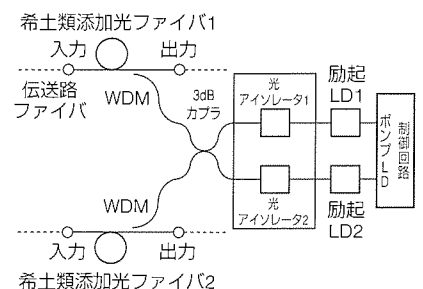 希土類添加光ファイバ1
入力
出力
伝送路
ファイバ
WDM
3dB
カプラ
光
アイソレータ1
励起
LD1
制御回路
ポンプLD
WDM
光
アイソレータ2
励起
LD2
入力
出力
希土類添加光ファイバ2